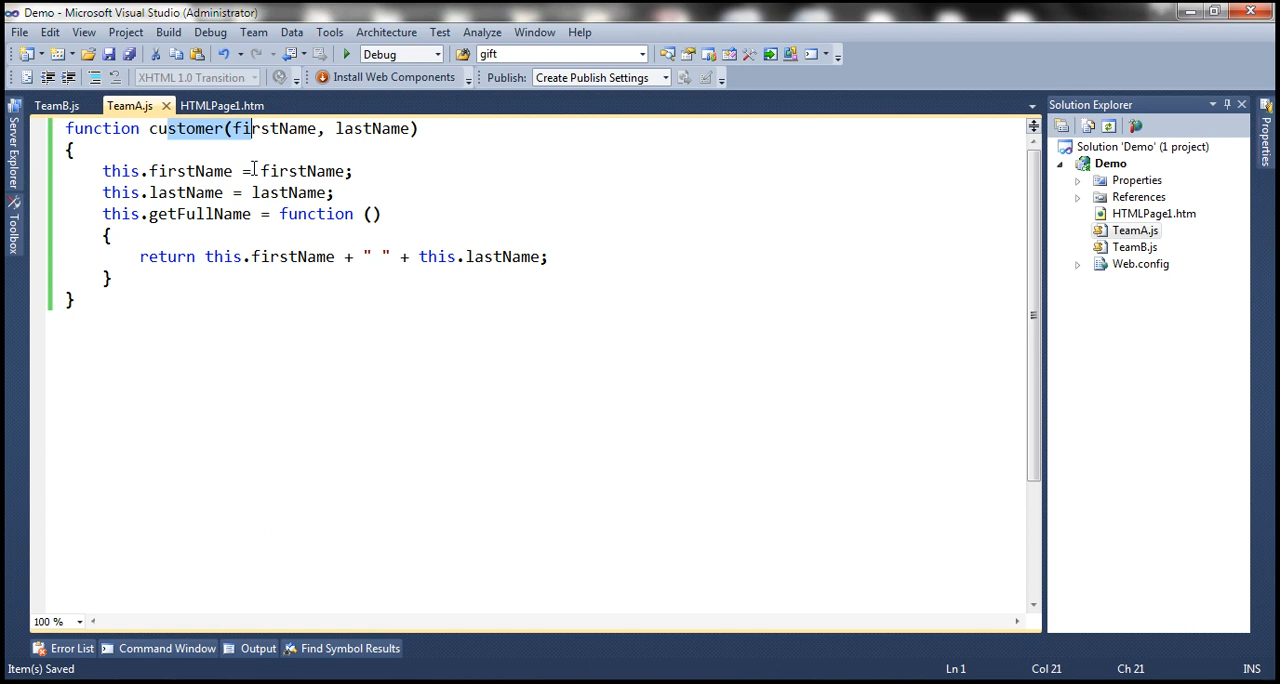 Demo - Microsoft Visual Studio (Administrator)
File Edit View Project Build Debug Team Data Tools Architecture Test Analyze Window Help
Debug gift
XHTML 1.0 Transition Install Web Components Publish: Create Publish Settings
TeamB.js TeamA.js HTMLPage1.htm
Server Explorer
Toolbox
function customer(firstName, lastName)
{
this.firstName = firstName;
this.lastName = lastName;
this.getFullName = function ()
{
return this.firstName + " " + this.lastName;
}
}
Solution Explorer
Solution 'Demo' (1 project)
Demo
Properties
References
HTMLPage1.htm
TeamA.js
TeamB.js
Web.config
Properties
100 %
Error List Command Window Output Find Symbol Results
Item(s) Saved Ln 1 Col 21 Ch 21 INS